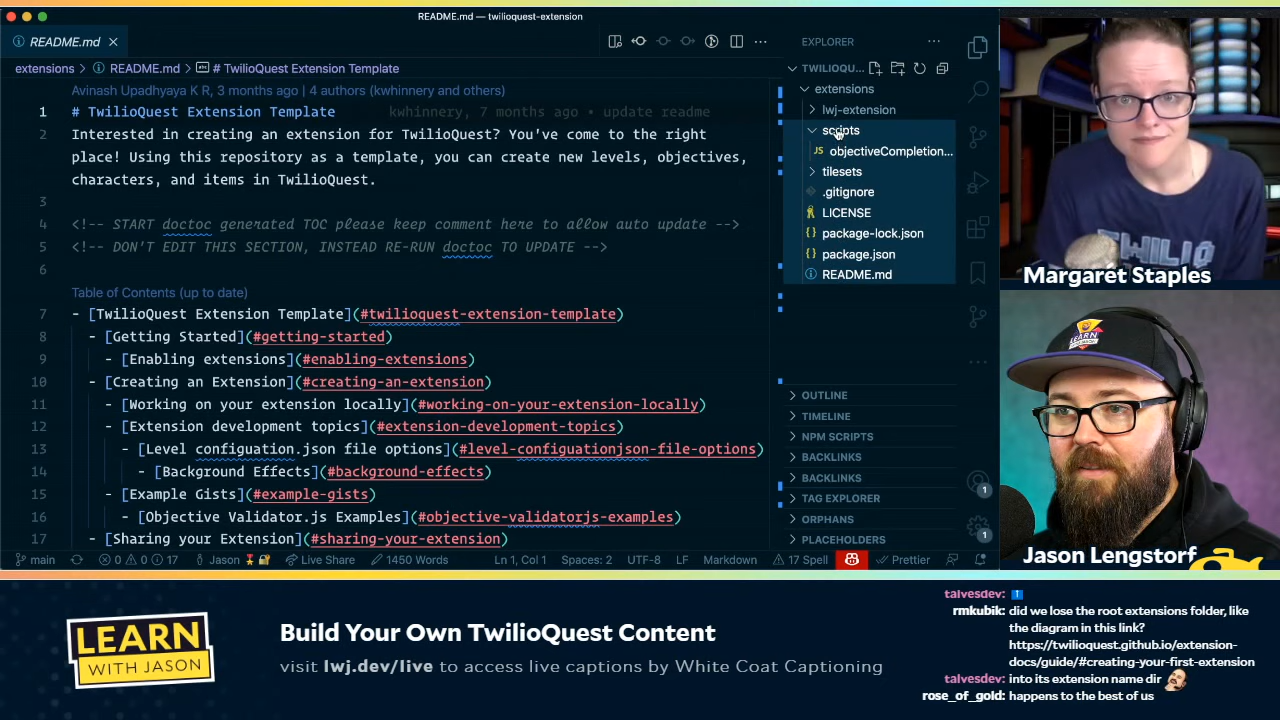 README.md — twilioquest-extension
README.md
EXPLORER
extensions > README.md > # TwilioQuest Extension Template
TWILIOQU...
Avinash Upadhyaya K R, 3 months ago | 4 authors (kwhinnery and others)
1 # TwilioQuest Extension Template kwhinnery, 7 months ago • update readme
2 Interested in creating an extension for TwilioQuest? You've come to the right
place! Using this repository as a template, you can create new levels, objectives,
characters, and items in TwilioQuest.
3
4 <!-- START doctoc generated TOC please keep comment here to allow auto update -->
5 <!-- DON'T EDIT THIS SECTION, INSTEAD RE-RUN doctoc TO UPDATE -->
6
Table of Contents (up to date)
7 - [TwilioQuest Extension Template](#twilioquest-extension-template)
8 - [Getting Started](#getting-started)
9 - [Enabling extensions](#enabling-extensions)
10 - [Creating an Extension](#creating-an-extension)
11 - [Working on your extension locally](#working-on-your-extension-locally)
12 - [Extension development topics](#extension-development-topics)
13 - [Level configuation.json file options](#level-configuationjson-file-options)
14 - [Background Effects](#background-effects)
15 - [Example Gists](#example-gists)
16 - [Objective Validator.js Examples](#objective-validatorjs-examples)
17 - [Sharing your Extension](#sharing-your-extension)
extensions
lwj-extension
scripts
JS objectiveCompletion...
tilesets
.gitignore
LICENSE
{} package-lock.json
{} package.json
README.md
OUTLINE
TIMELINE
NPM SCRIPTS
BACKLINKS
BACKLINKS
TAG EXPLORER
ORPHANS
PLACEHOLDERS
1
1
main 0 0 17 Jason Live Share 1450 Words Ln 1, Col 1 Spaces: 2 UTF-8 LF Markdown 17 Spell Prettier
TWILIO
Margaret Staples
LEARN
Jason Lengstorf
LEARN
WITH JASON
Build Your Own TwilioQuest Content
visit lwj.dev/live to access live captions by White Coat Captioning
talvesdev:
rmkubik: did we lose the root extensions folder, like
the diagram in this link?
https://twilioquest.github.io/extension-
docs/guide/#creating-your-first-extension
talvesdev: into its extension name dir
rose_of_gold: happens to the best of us